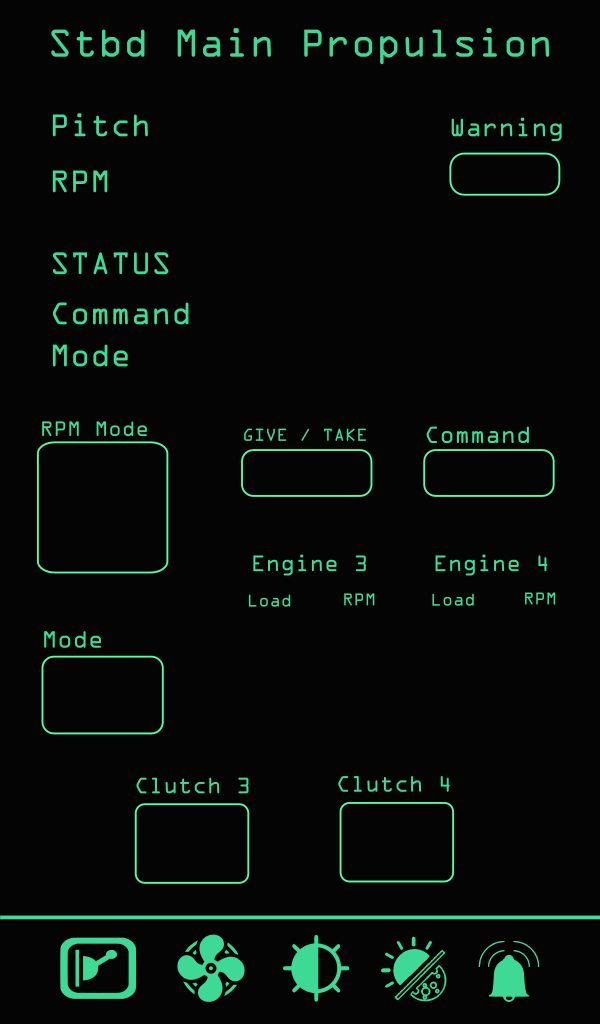 Stbd Main Propulsion
Pitch
Warning
RPM
STATUS
Command
Mode
RPM Mode
GIVE / TAKE
Command
Engine 3
Engine 4
Load
RPM
Load
RPM
Mode
Clutch 3
Clutch 4